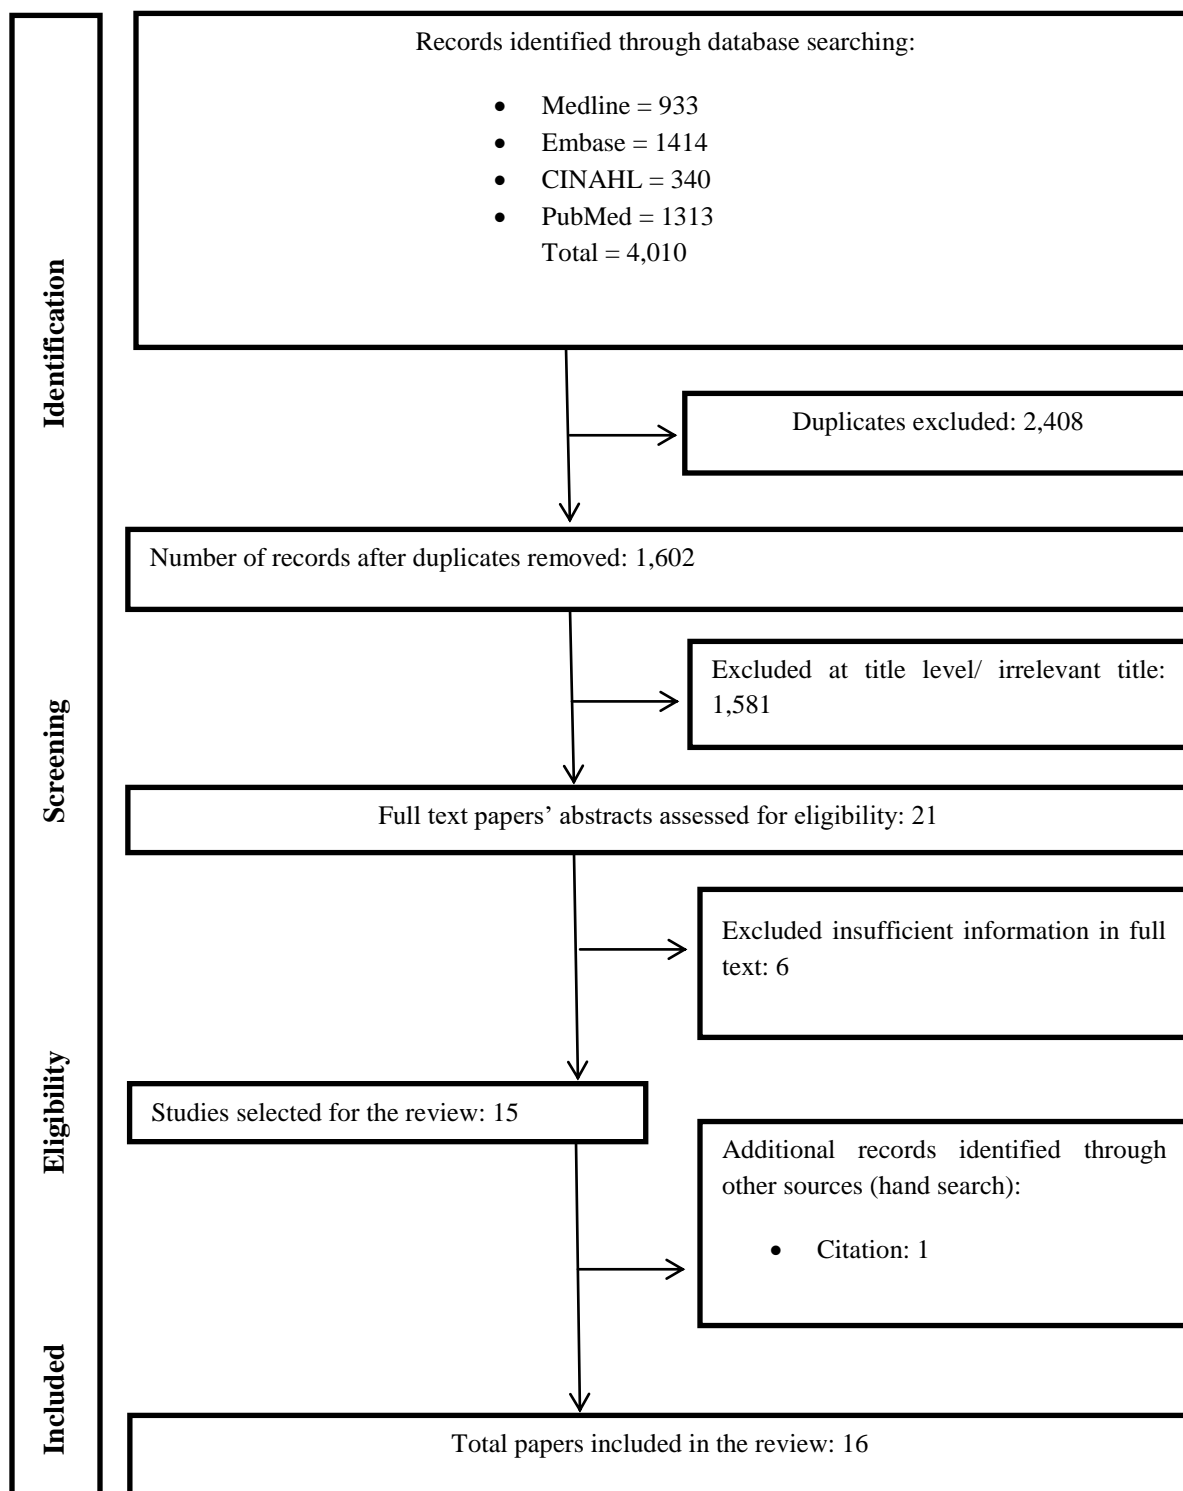 Records identified through database searching:
• Medline = 933
• Embase = 1414
• CINAHL = 340
• PubMed = 1313
Total = 4,010
Identification
Duplicates excluded: 2,408
Number of records after duplicates removed: 1,602
Excluded at title level/ irrelevant title:
1,581
Screening
Full text papers’ abstracts assessed for eligibility: 21
Excluded insufficient information in full
text: 6
Eligibility
Studies selected for the review: 15
Additional records identified through
other sources (hand search):
• Citation: 1
Included
Total papers included in the review: 16